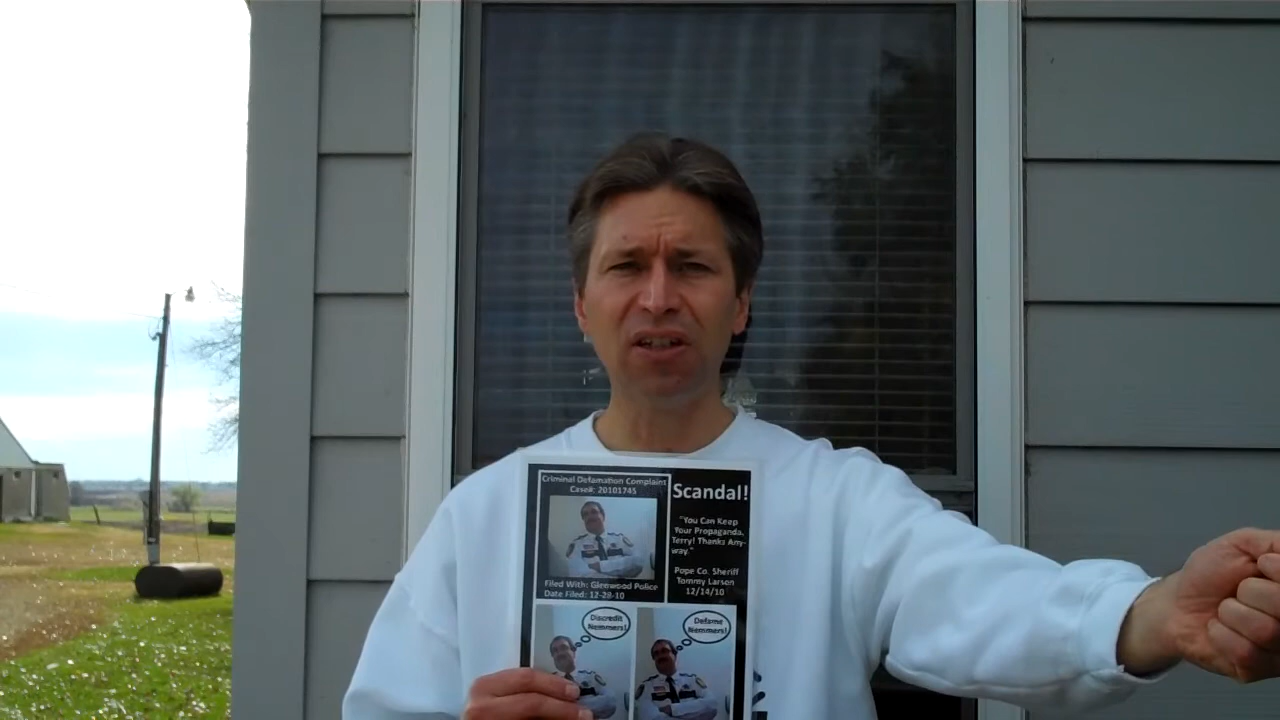 Criminal Defamation Complaint
Case#: 20101745
Filed With: Glenwood Police
Date Filed: 12-28-10
Scandal!
"You Can Keep
Your Propaganda,
Terry! Thanks Any-
way."
Pope Co. Sheriff
Tommy Larson
12/14/10
Discredit
Nemmers!
Defame
Nemmers!